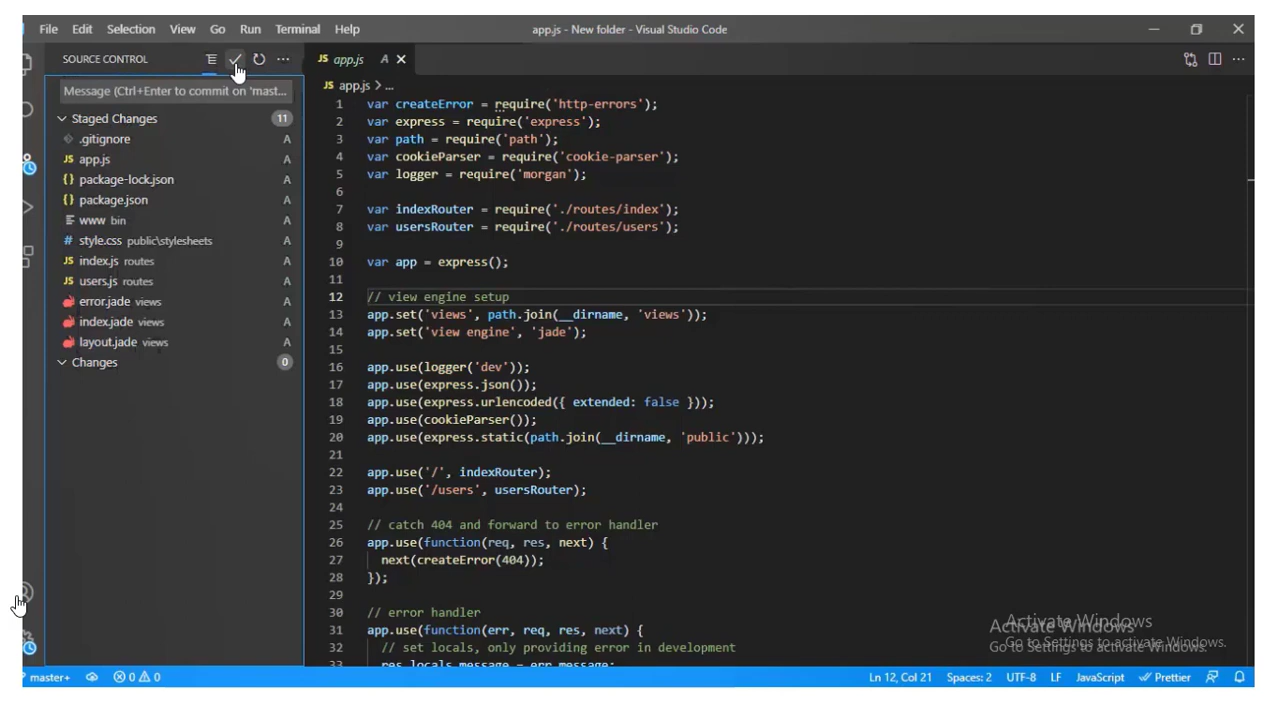 File Edit Selection View Go Run Terminal Help
app.js - New folder - Visual Studio Code
SOURCE CONTROL
JS app.js A
Message (Ctrl+Enter to commit on 'mast...
JS app.js > ...
Staged Changes 11
.gitignore A
JS app.js A
{} package-lock.json A
{} package.json A
www bin A
# style.css public\stylesheets A
JS index.js routes A
JS users.js routes A
error.jade views A
index.jade views A
layout.jade views A
Changes 0
1 var createError = require('http-errors');
2 var express = require('express');
3 var path = require('path');
4 var cookieParser = require('cookie-parser');
5 var logger = require('morgan');
6
7 var indexRouter = require('./routes/index');
8 var usersRouter = require('./routes/users');
9
10 var app = express();
11
12 // view engine setup
13 app.set('views', path.join(__dirname, 'views'));
14 app.set('view engine', 'jade');
15
16 app.use(logger('dev'));
17 app.use(express.json());
18 app.use(express.urlencoded({ extended: false }));
19 app.use(cookieParser());
20 app.use(express.static(path.join(__dirname, 'public')));
21
22 app.use('/', indexRouter);
23 app.use('/users', usersRouter);
24
25 // catch 404 and forward to error handler
26 app.use(function(req, res, next) {
27 next(createError(404));
28 });
29
30 // error handler
31 app.use(function(err, req, res, next) {
32 // set locals, only providing error in development
33 res.locals.message = err.message;
Activate Windows
Go to Settings to activate Windows.
master+ 0 0
Ln 12, Col 21 Spaces: 2 UTF-8 LF JavaScript Prettier